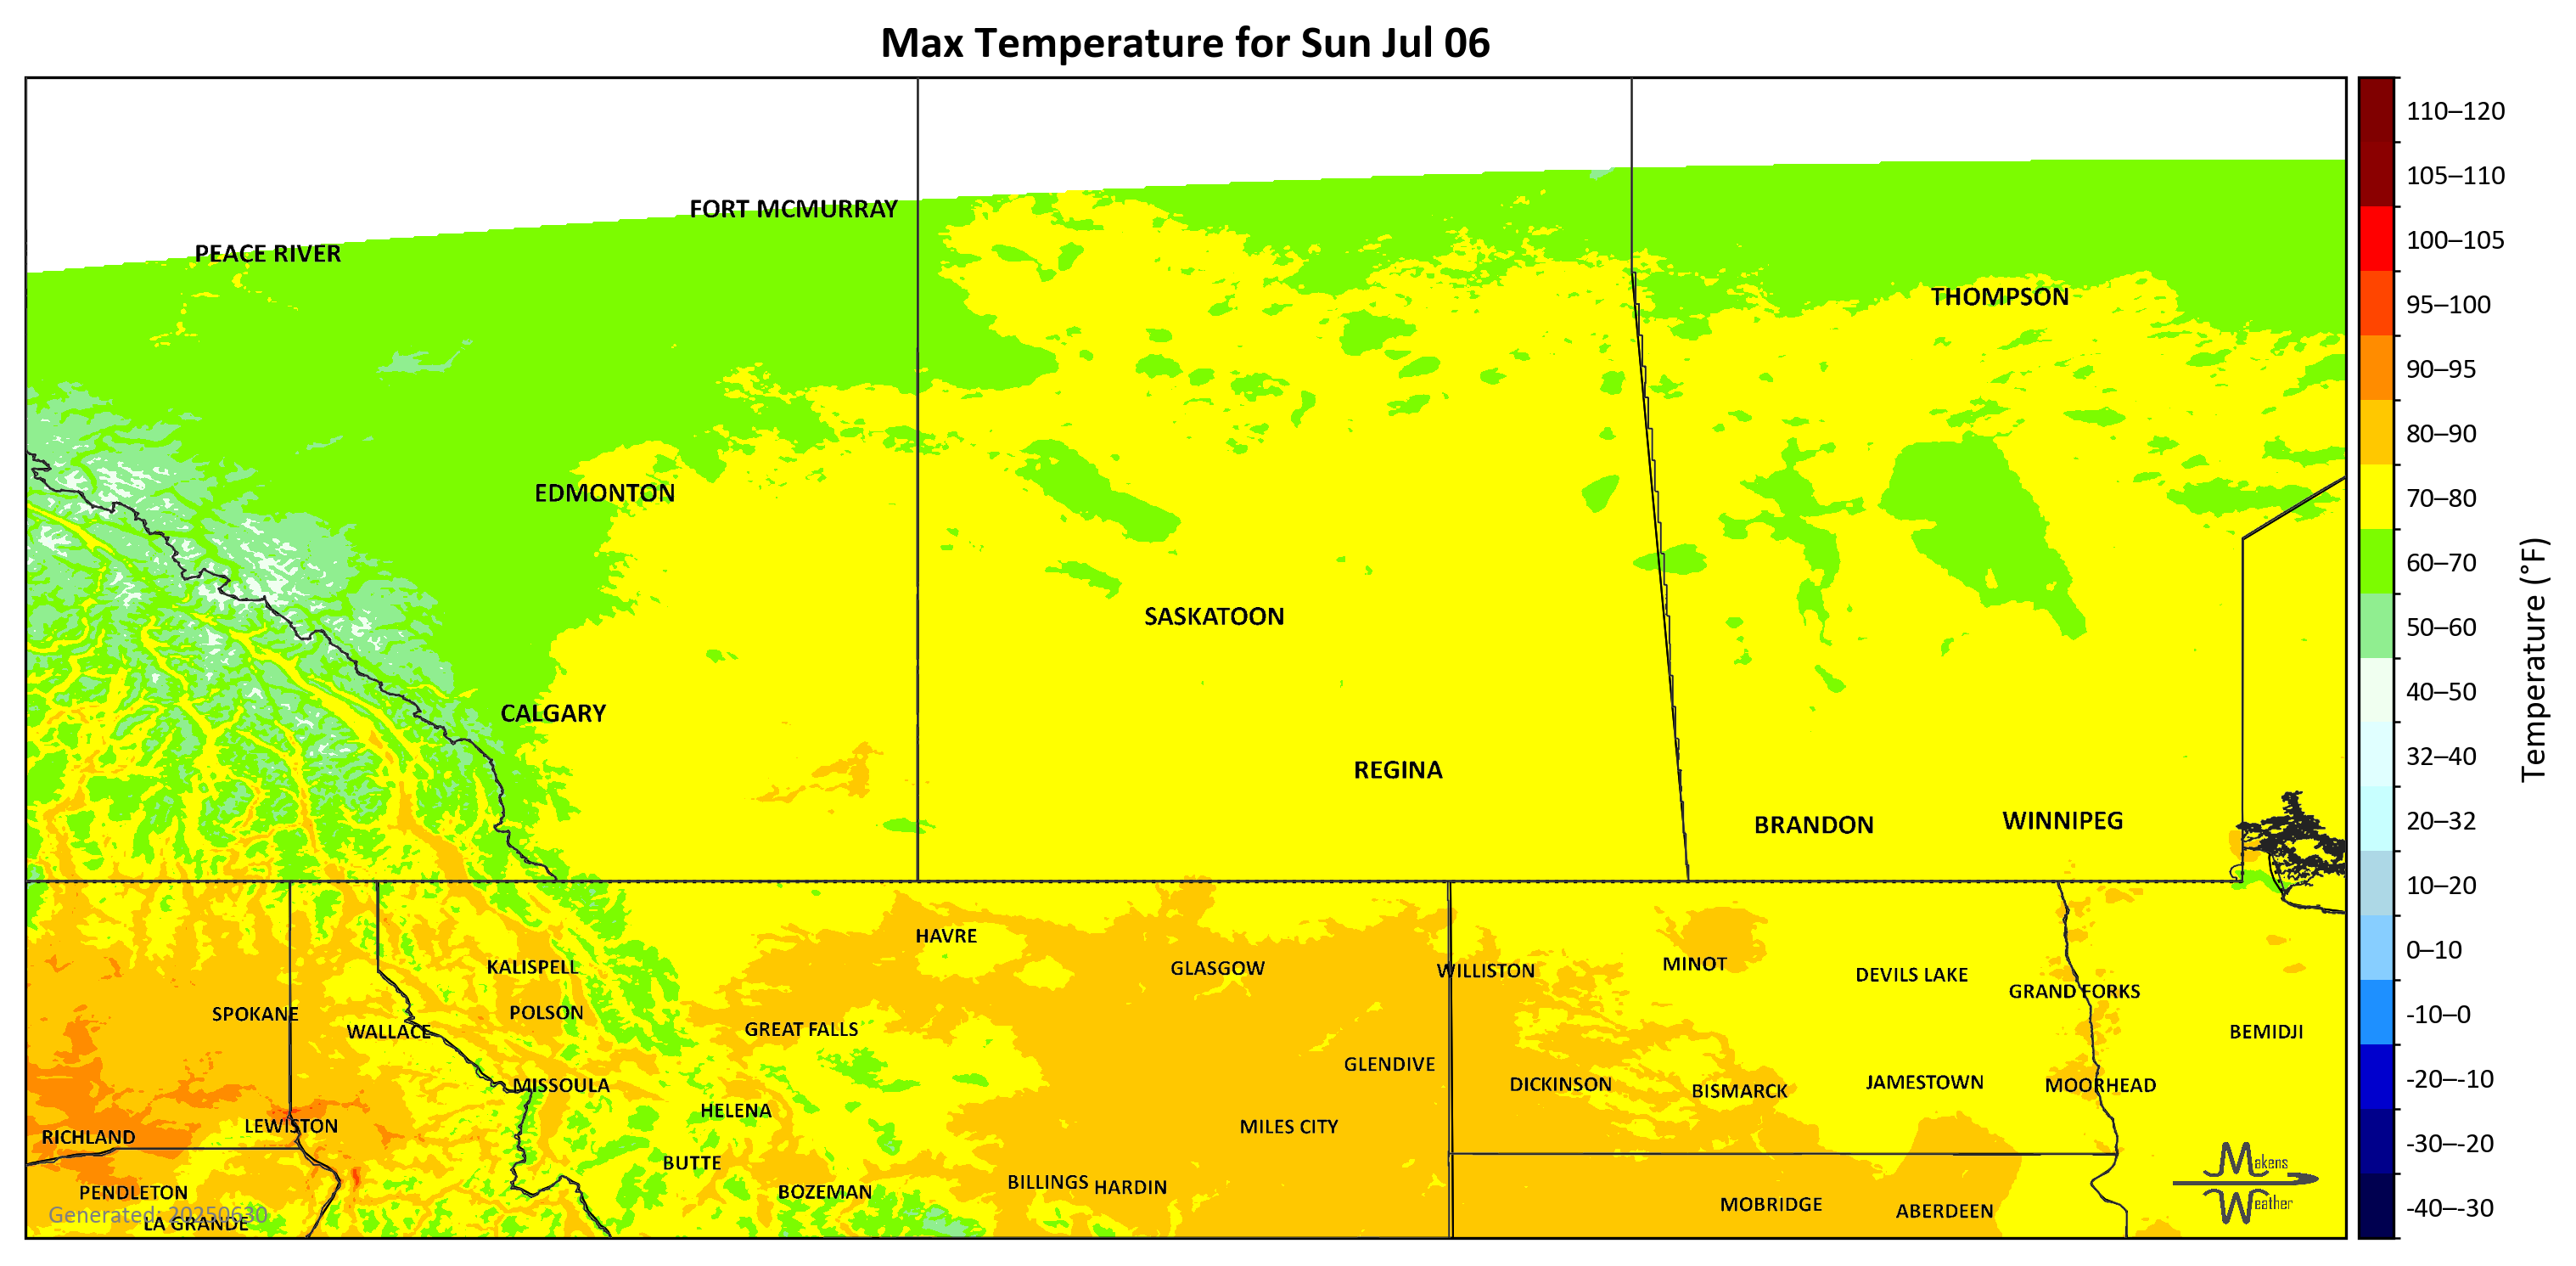 Max Temperature for Sun Jul 06
110–120
105–110
100–105
FORT MCMURRAY
PEACE RIVER
THOMPSON
95–100
90–95
80–90
EDMONTON
70–80
60–70
SASKATOON
50–60
Temperature (°F)
40–50
CALGARY
32–40
REGINA
20–32
BRANDON
WINNIPEG
10–20
HAVRE
0–10
KALISPELL
GLASGOW
WILLISTON
MINOT
DEVILS LAKE
GRAND FORKS
-10–0
SPOKANE
POLSON
WALLACE
GREAT FALLS
BEMIDJI
GLENDIVE
-20–-10
MISSOULA
DICKINSON
BISMARCK
JAMESTOWN
MOORHEAD
HELENA
LEWISTON
MILES CITY
RICHLAND
-30–-20
BUTTE
Makens
Weather
PENDLETON
BOZEMAN
BILLINGS
HARDIN
MOBRIDGE
ABERDEEN
-40–-30
Generated: 20250630
LA GRANDE